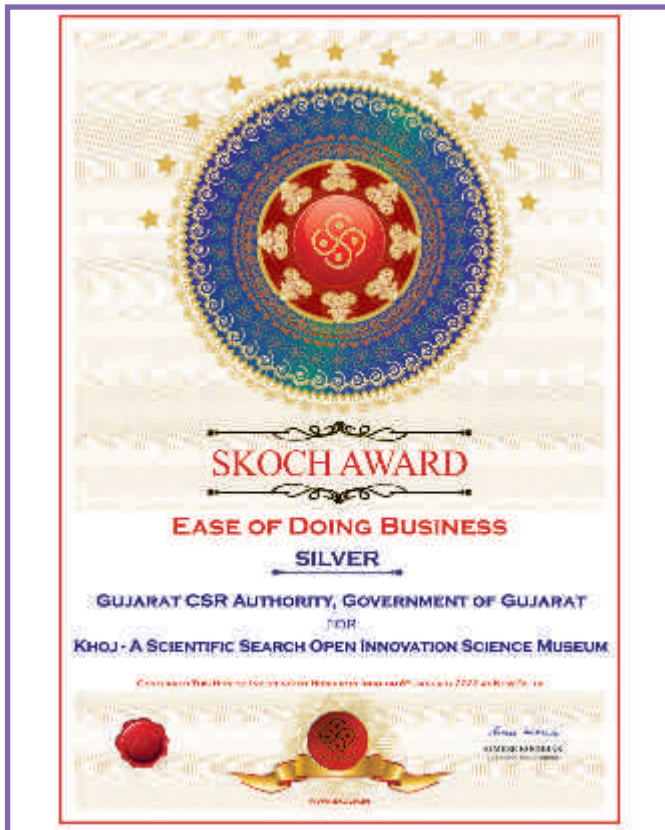 SKOCH AWARD
EASE OF DOING BUSINESS
SILVER
GUJARAT CSR AUTHORITY, GOVERNMENT OF GUJARAT
FOR
KHOJ - A SCIENTIFIC SEARCH OPEN INNOVATION SCIENCE MUSEUM